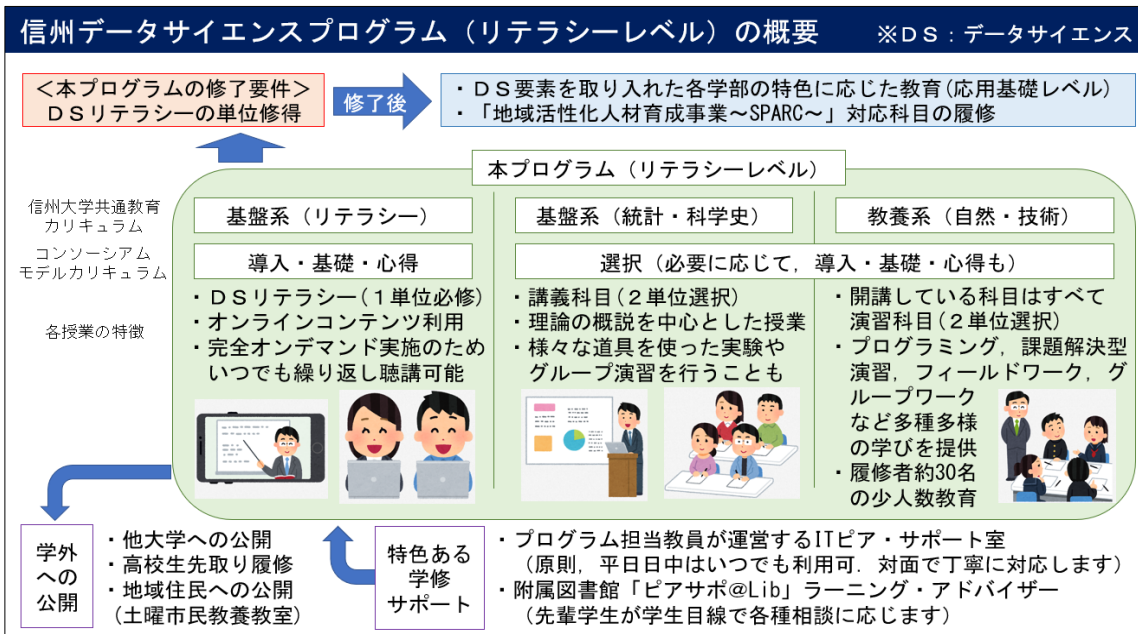 信州データサイエンスプログラム（リテラシーレベル）の概要　※ＤＳ：データサイエンス
＜本プログラムの修了要件＞
ＤＳリテラシーの単位修得
修了後
・ＤＳ要素を取り入れた各学部の特色に応じた教育(応用基礎レベル)
・「地域活性化人材育成事業～SPARC～」対応科目の履修
本プログラム（リテラシーレベル）
信州大学共通教育
カリキュラム
基盤系（リテラシー）
基盤系（統計・科学史）
教養系（自然・技術）
コンソーシアム
モデルカリキュラム
導入・基礎・心得
選択（必要に応じて，導入・基礎・心得も）
各授業の特徴
・ＤＳリテラシー(１単位必修)
・オンラインコンテンツ利用
・完全オンデマンド実施のため
いつでも繰り返し聴講可能
・講義科目(２単位選択)
・理論の概説を中心とした授業
・様々な道具を使った実験や
グループ演習を行うことも
・開講している科目はすべて
演習科目(２単位選択)
・プログラミング，課題解決型
演習，フィールドワーク，グ
ループワーク
など多種多様
の学びを提供
・履修者約30名
の少人数教育
学外
への
公開
・他大学への公開
・高校生先取り履修
・地域住民への公開
(土曜市民教養教室)
特色ある
学修
サポート
・プログラム担当教員が運営するITピア・サポート室
(原則，平日日中はいつでも利用可．対面で丁寧に対応します)
・附属図書館「ピアサポ@Lib」ラーニング・アドバイザー
(先輩学生が学生目線で各種相談に応じます)